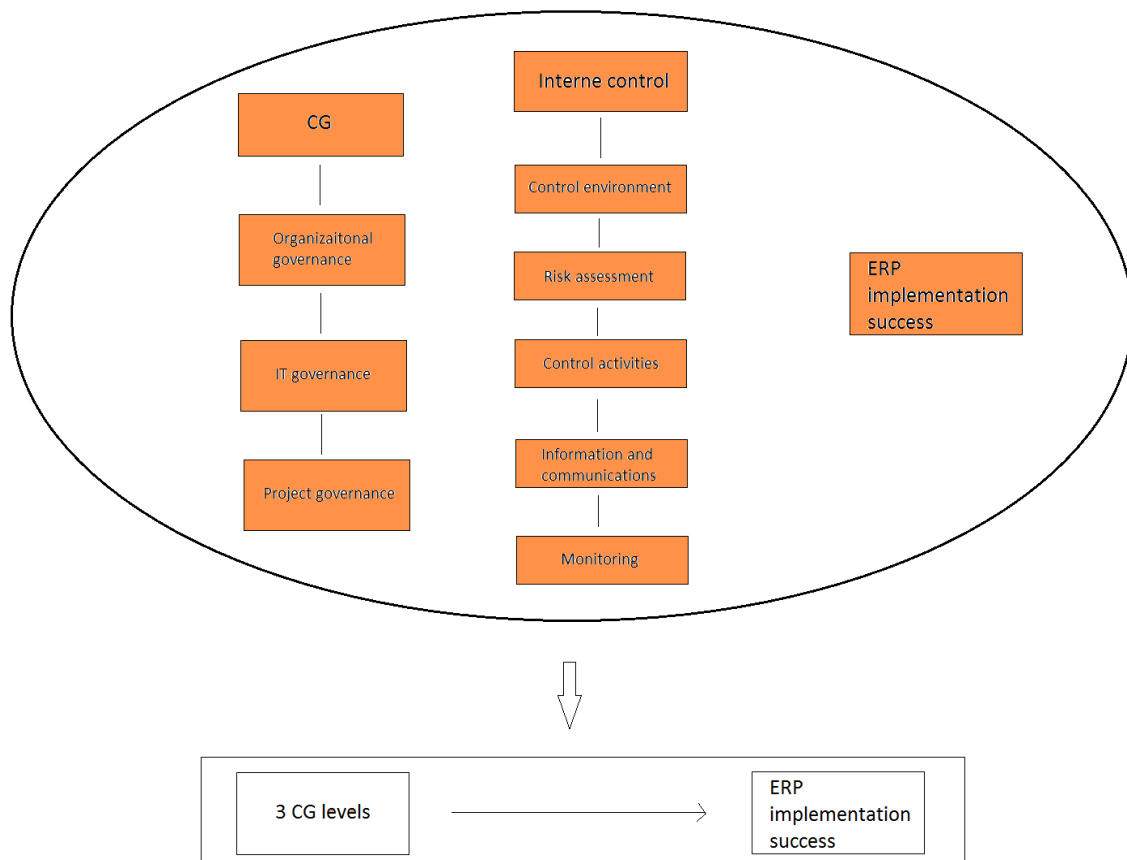 CG
Organizaitonal
governance
IT governance
Project governance
Interne control
Control environment
Risk assessment
Control activities
Information and
communications
Monitoring
ERP
implementation
success
3 CG levels
ERP
implementation
success